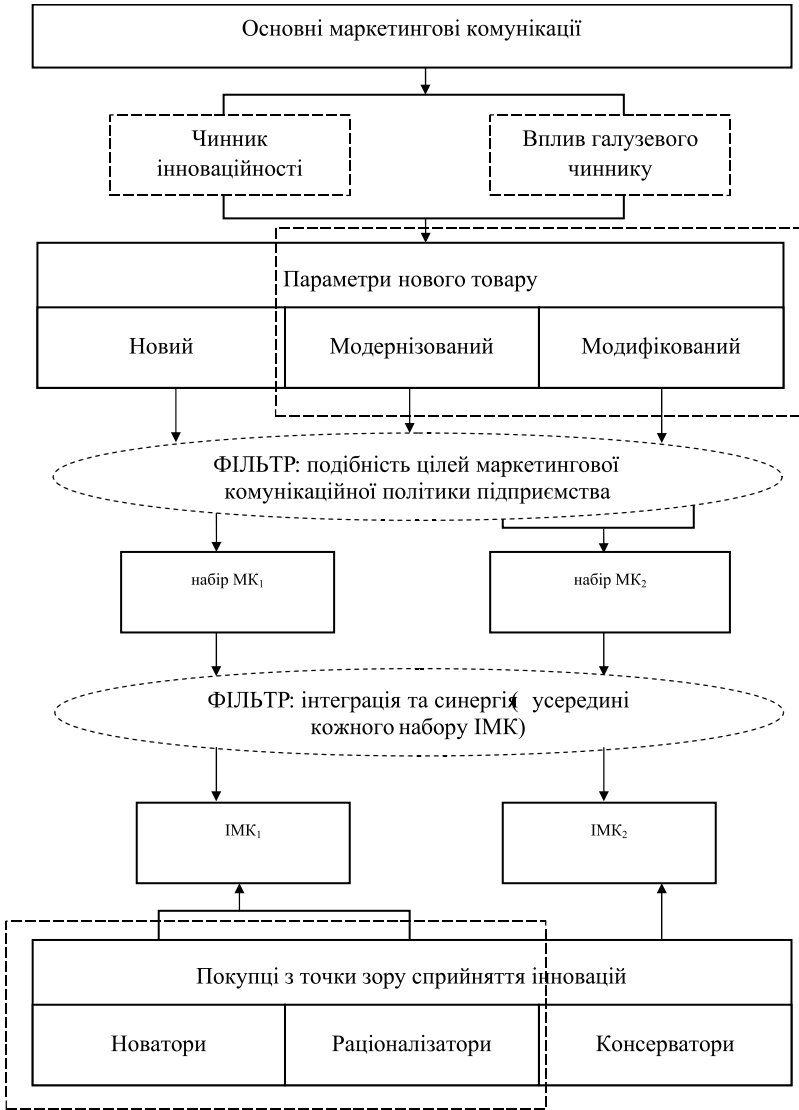 Основні маркетингові комунікації
Чинник
інноваційності
Вплив галузевого
чиннику
Параметри нового товару
Новий
Модернізований
Модифікований
ФІЛЬТР: подібність цілей маркетингової
комунікаційної політики підприємства
набір МК₁
набір МК₂
ФІЛЬТР: інтеграція та синергія( усередині
кожного набору ІМК)
ІМК₁
ІМК₂
Покупці з точки зору сприйняття інновацій
Новатори
Раціоналізатори
Консерватори